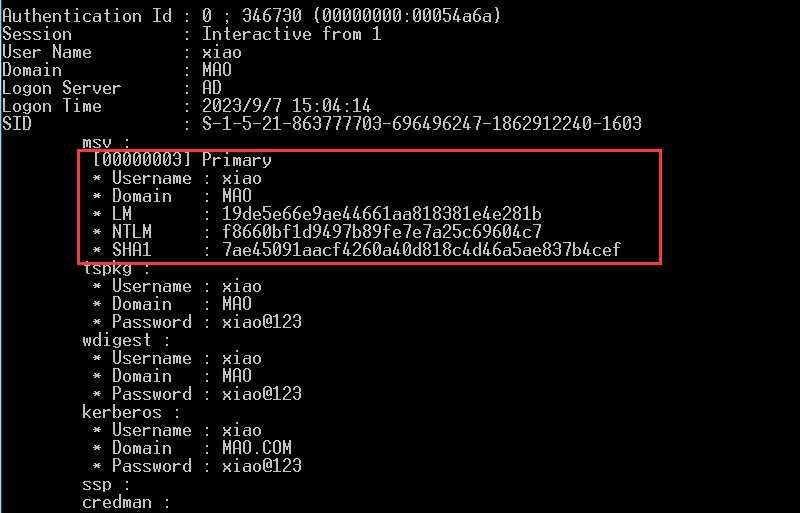 Authentication Id : 0 ; 346730 (00000000:00054a6a)
Session           : Interactive from 1
User Name         : xiao
Domain            : MAO
Logon Server      : AD
Logon Time        : 2023/9/7 15:04:14
SID               : S-1-5-21-863777703-696496247-1862912240-1603
msv :
[00000003] Primary
* Username : xiao
* Domain   : MAO
* LM       : 19de5e66e9ae44661aa818381e4e281b
* NTLM     : f8660bf1d9497b89fe7e7a25c69604c7
* SHA1     : 7ae45091aacf4260a40d818c4d46a5ae837b4cef
tspkg :
* Username : xiao
* Domain   : MAO
* Password : xiao@123
wdigest :
* Username : xiao
* Domain   : MAO
* Password : xiao@123
kerberos :
* Username : xiao
* Domain   : MAO.COM
* Password : xiao@123
ssp :
credman :